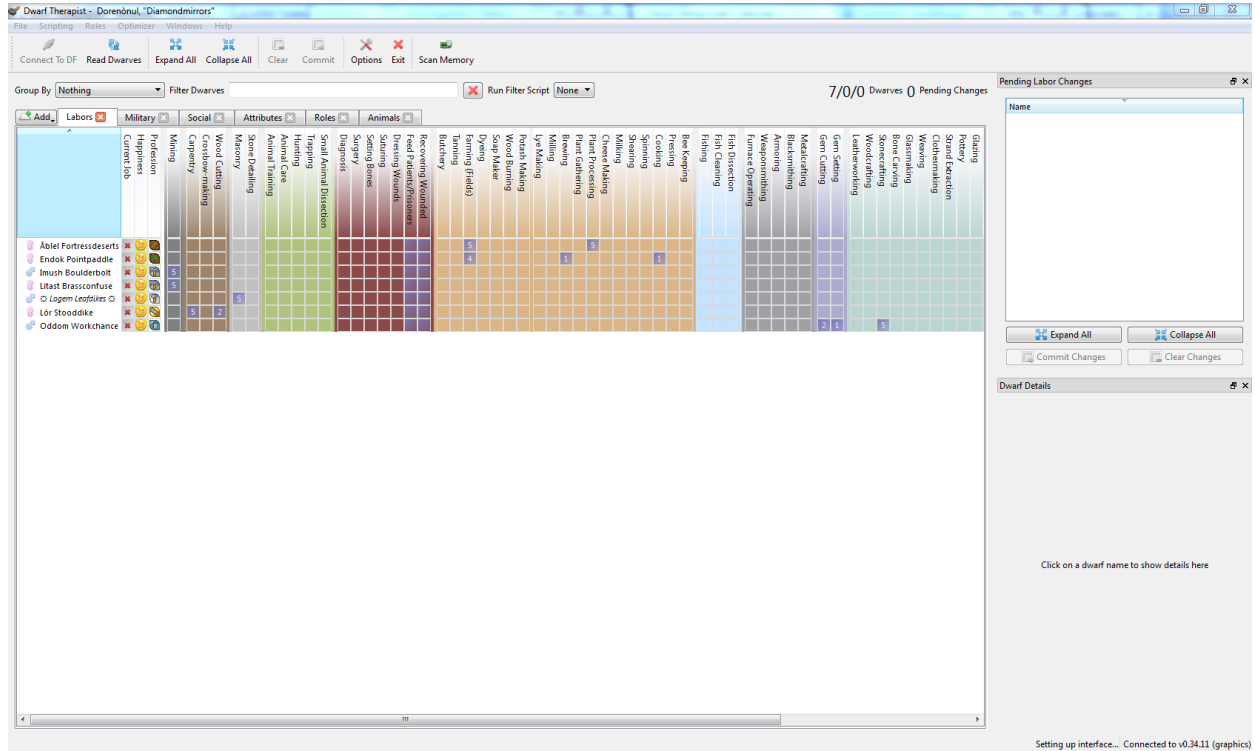 Dwarf Therapist - Dorenònul, "Diamondmirrors"
File Scripting Roles Optimizer Windows Help
Connect To DF Read Dwarves Expand All Collapse All Clear Commit Options Exit Scan Memory
Group By Nothing Filter Dwarves Run Filter Script None 7/0/0 Dwarves 0 Pending Changes
Add... Labors Military Social Attributes Roles Animals
Current Job
Happiness
Profession
Mining
Carpentry
Crossbow-making
Wood Cutting
Masonry
Stone Detailing
Animal Training
Animal Care
Hunting
Trapping
Small Animal Dissection
Diagnosis
Surgery
Setting Bones
Suturing
Dressing Wounds
Feed Patients/Prisoners
Recovering Wounded
Butchery
Tanning
Farming (Fields)
Dyeing
Soap Maker
Wood Burning
Potash Making
Lye Making
Milling
Brewing
Plant Gathering
Plant Processing
Cheese Making
Milking
Shearing
Spinning
Cooking
Pressing
Bee Keeping
Fishing
Fish Cleaning
Fish Dissection
Furnace Operating
Weaponsmithing
Armoring
Blacksmithing
Metalcrafting
Gem Cutting
Gem Setting
Leatherworking
Woodcrafting
Stonecrafting
Bone Carving
Glassmaking
Weaving
Clothesmaking
Strand Extraction
Pottery
Glazing
Äblel Fortressdeserts 5 5
Endok Pointpaddle 4 1 1
Imush Boulderbolt 5
Litast Brassconfuse 5
☼ Logem Leafdikes ☼ 5
Lór Stooddike 5 2
Oddom Workchance 2 1 5
Pending Labor Changes
Name
Expand All Collapse All
Commit Changes Clear Changes
Dwarf Details
Click on a dwarf name to show details here
Setting up interface... Connected to v0.34.11 (graphics)